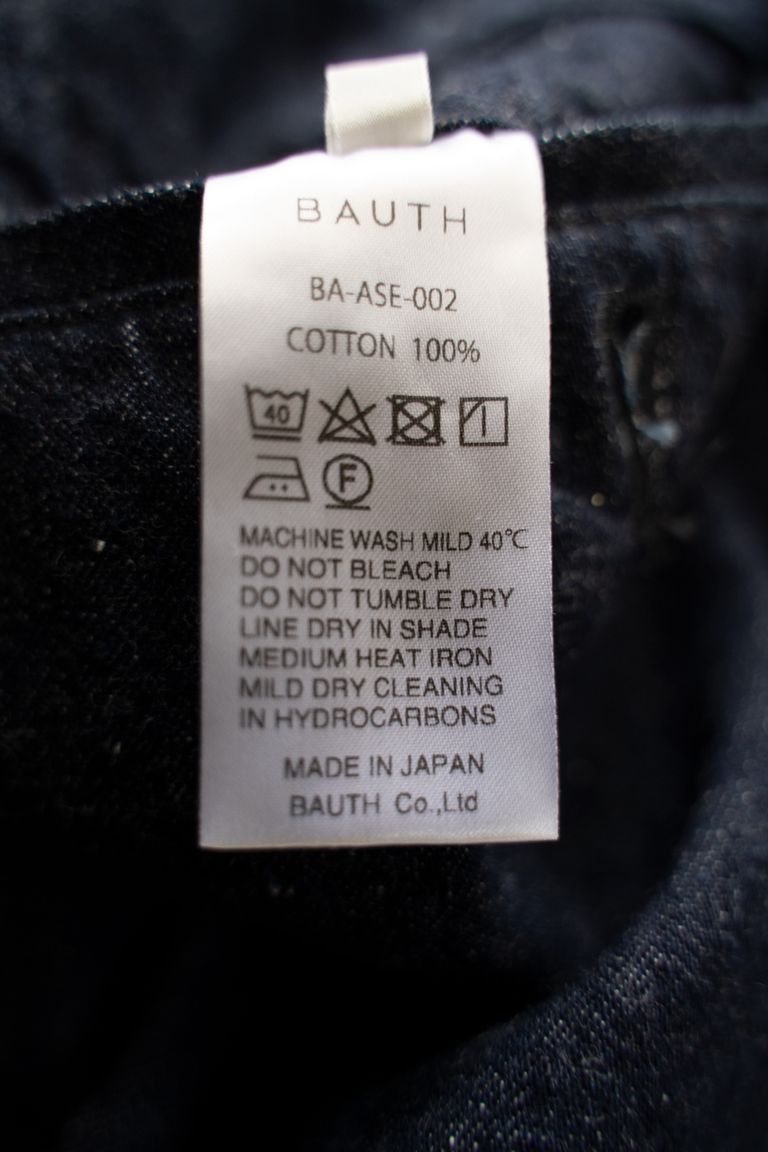 BAUTH
BA-ASE-002
COTTON 100%
40
F
MACHINE WASH MILD 40℃
DO NOT BLEACH
DO NOT TUMBLE DRY
LINE DRY IN SHADE
MEDIUM HEAT IRON
MILD DRY CLEANING
IN HYDROCARBONS
MADE IN JAPAN
BAUTH Co.,Ltd